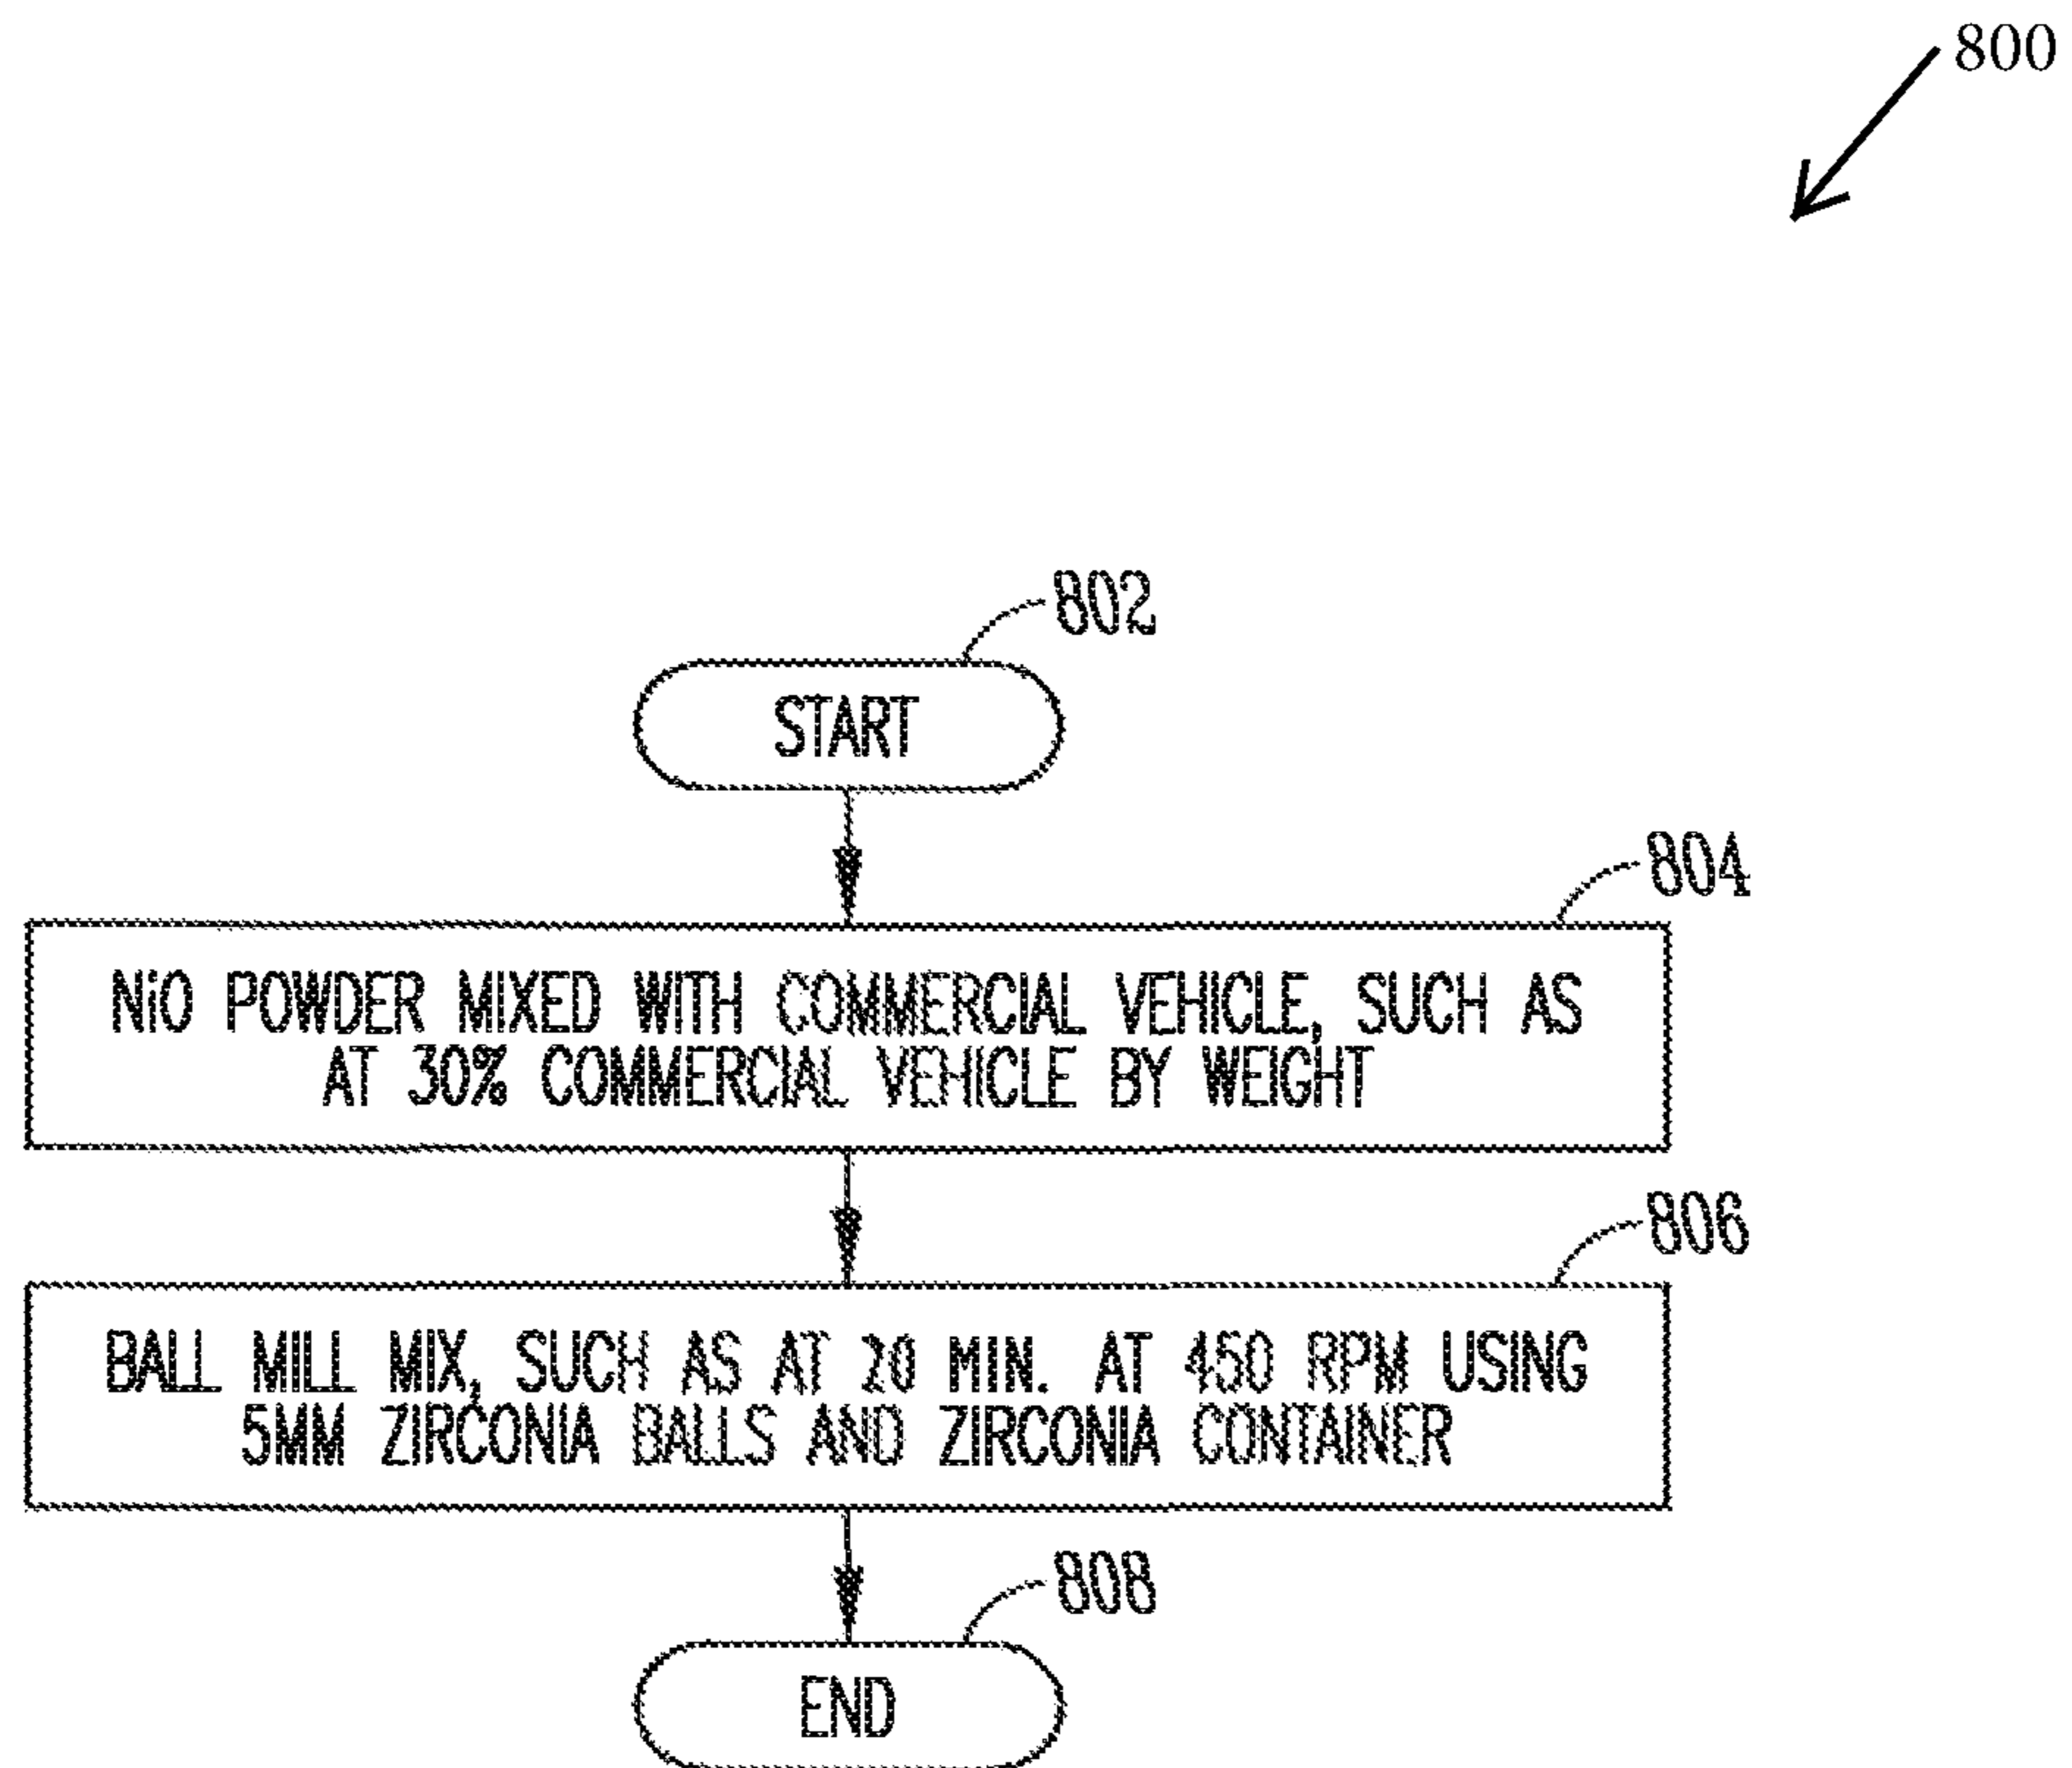 800
802
START
804
NiO POWDER MIXED WITH COMMERCIAL VEHICLE, SUCH AS
AT 30% COMMERCIAL VEHICLE BY WEIGHT
806
BALL MILL MIX, SUCH AS AT 20 MIN. AT 450 RPM USING
5MM ZIRCONIA BALLS AND ZIRCONIA CONTAINER
808
END